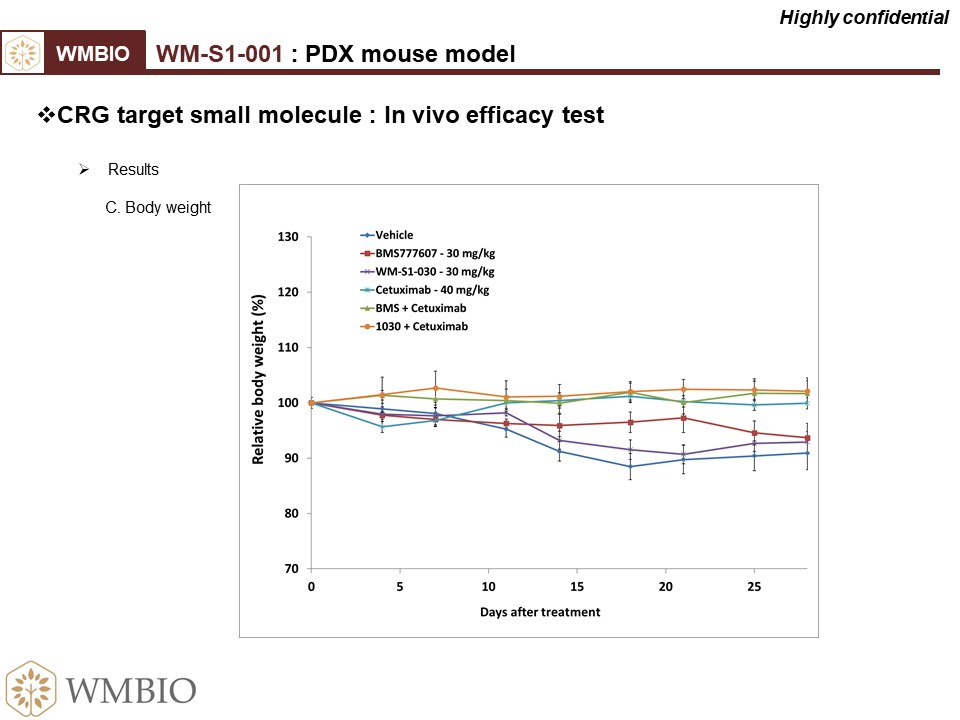 Highly confidential
WMBIO
WM-S1-001 : PDX mouse model
❖CRG target small molecule : In vivo efficacy test
➢ Results
C. Body weight
Vehicle
BMS777607 - 30 mg/kg
WM-S1-030 - 30 mg/kg
Cetuximab - 40 mg/kg
BMS + Cetuximab
1030 + Cetuximab
Relative body weight (%)
130
120
110
100
90
80
70
0 5 10 15 20 25
Days after treatment
WMBIO